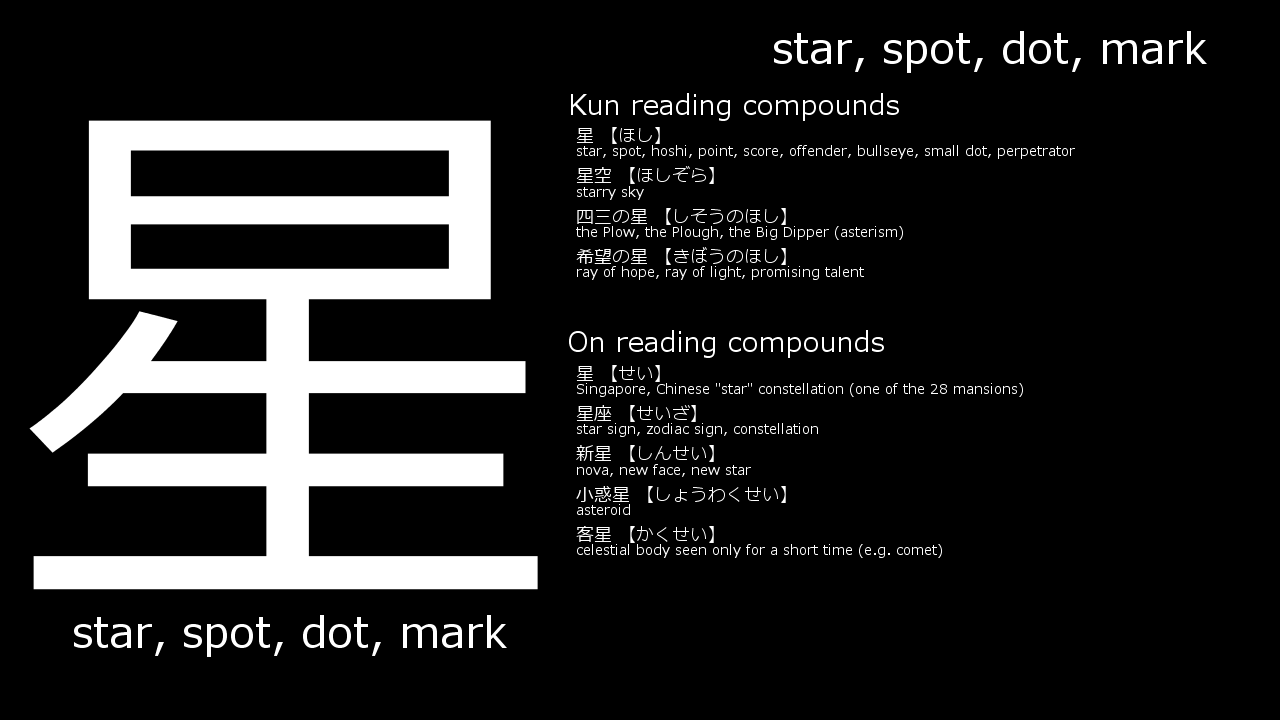 星
star, spot, dot, mark
star, spot, dot, mark
Kun reading compounds
星 【ほし】
star, spot, hoshi, point, score, offender, bullseye, small dot, perpetrator
星空 【ほしぞら】
starry sky
四三の星 【しそうのほし】
the Plow, the Plough, the Big Dipper (asterism)
希望の星 【きぼうのほし】
ray of hope, ray of light, promising talent
On reading compounds
星 【せい】
Singapore, Chinese "star" constellation (one of the 28 mansions)
星座 【せいざ】
star sign, zodiac sign, constellation
新星 【しんせい】
nova, new face, new star
小惑星 【しょうわくせい】
asteroid
客星 【かくせい】
celestial body seen only for a short time (e.g. comet)